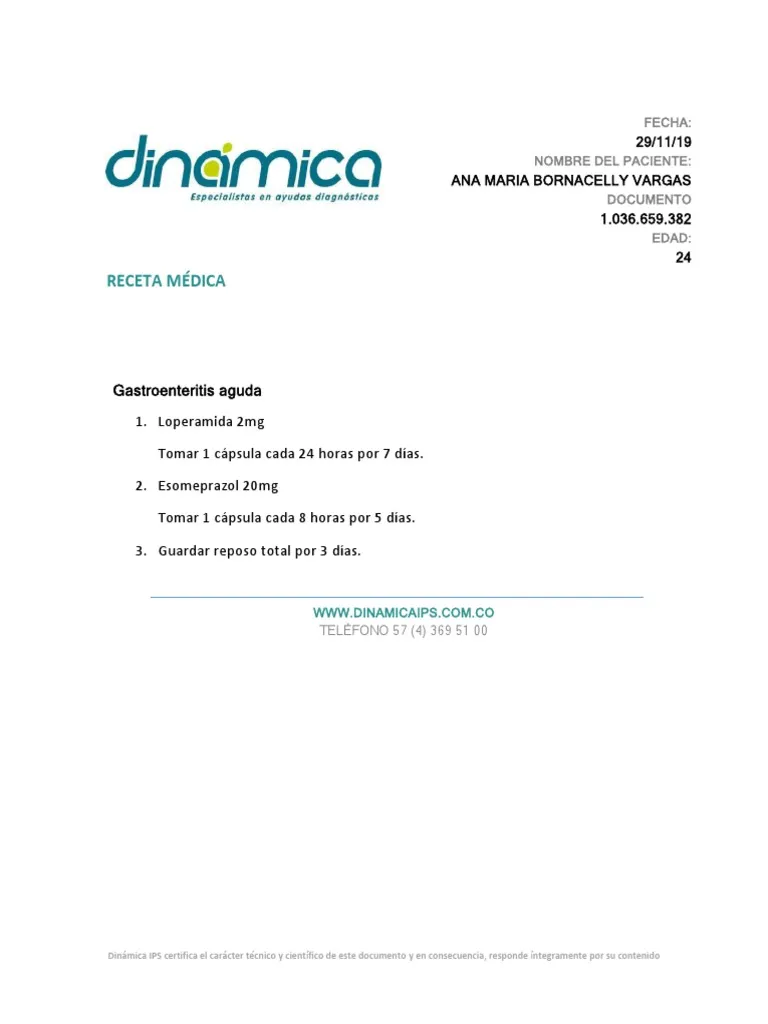 dinámica
Especialistas en ayudas diagnósticas
FECHA:
29/11/19
NOMBRE DEL PACIENTE:
ANA MARIA BORNACELLY VARGAS
DOCUMENTO
1.036.659.382
EDAD:
24
RECETA MÉDICA
Gastroenteritis aguda
1. Loperamida 2mg
Tomar 1 cápsula cada 24 horas por 7 días.
2. Esomeprazol 20mg
Tomar 1 cápsula cada 8 horas por 5 días.
3. Guardar reposo total por 3 días.
WWW.DINAMICAIPS.COM.CO
TELÉFONO 57 (4) 369 51 00
Dinámica IPS certifica el carácter técnico y científico de este documento y en consecuencia, responde íntegramente por su contenido